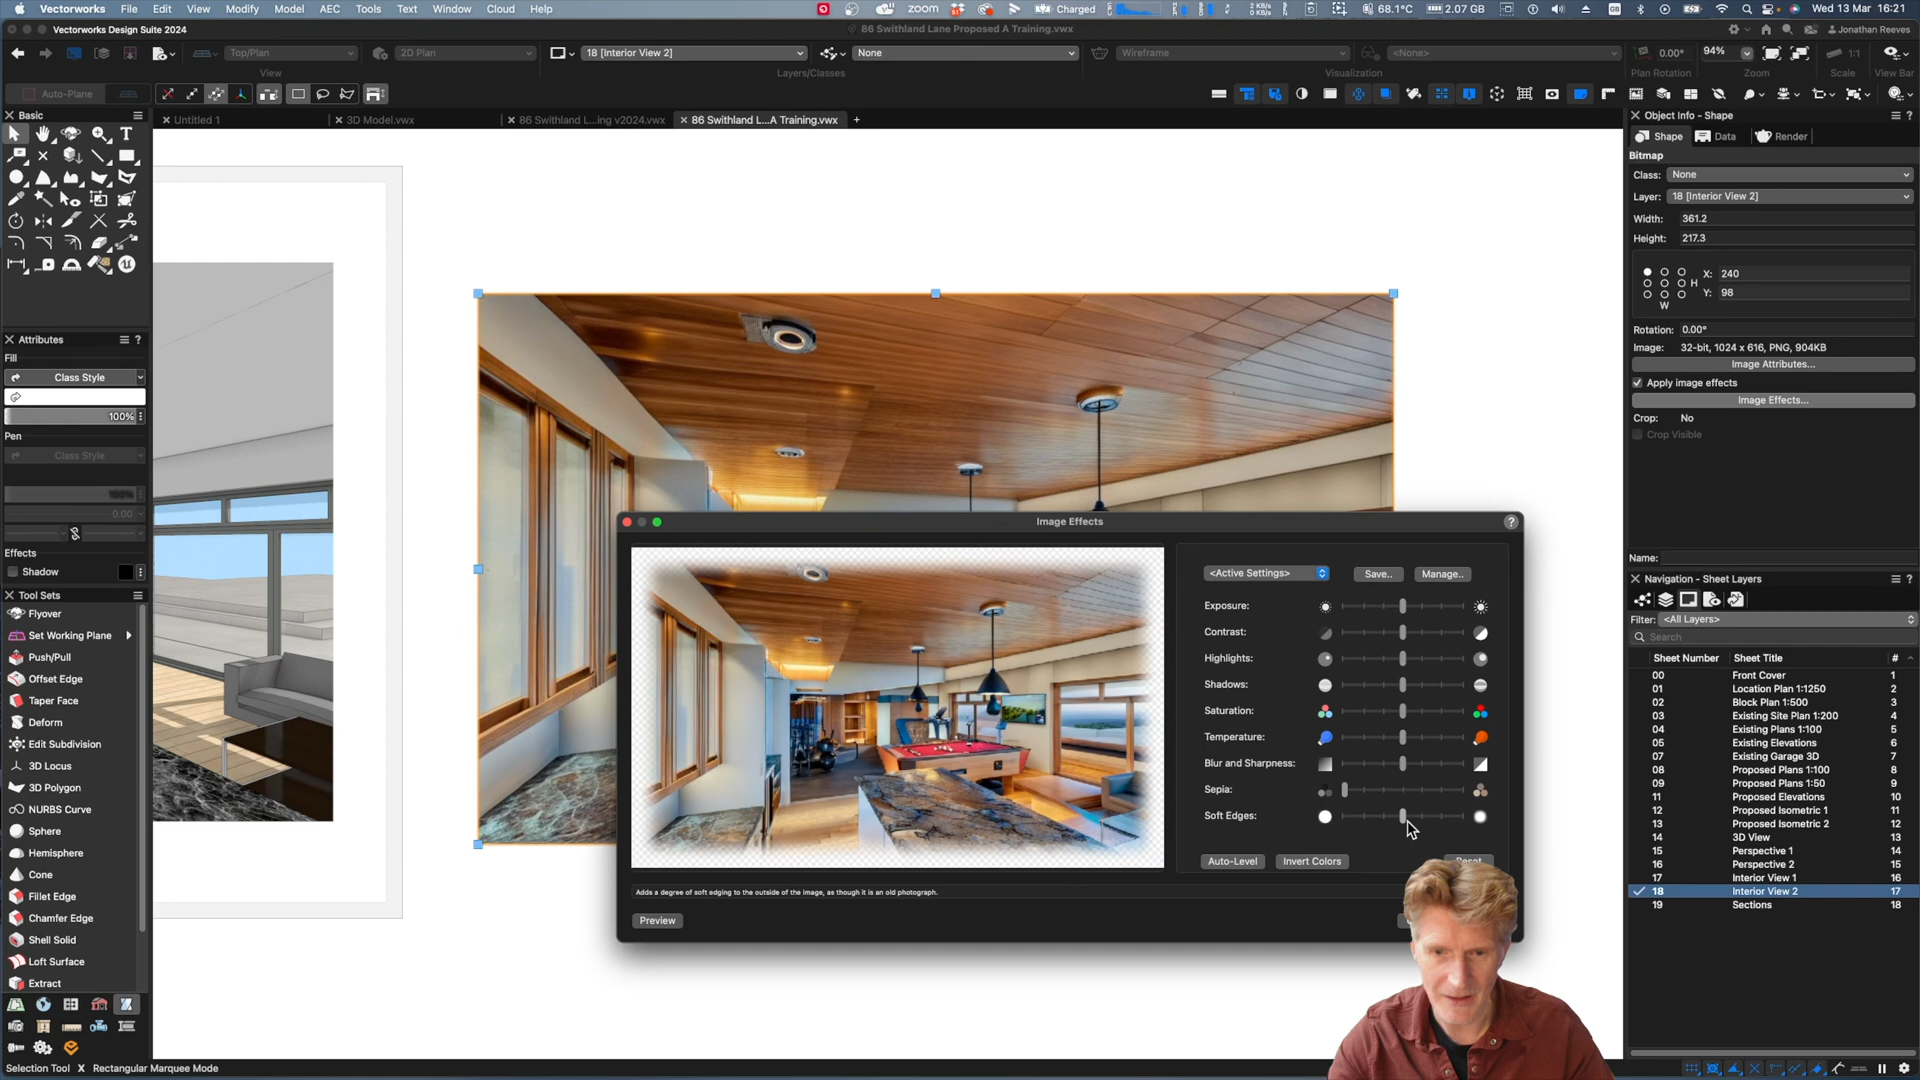 Vectorworks File Edit View Modify Model AEC Tools Text Window Cloud Help zoom Charged 2 KB/s 0 KB/s 68.1°C 2.07 GB GB Wed 13 Mar 16:21
Vectorworks Design Suite 2024 86 Swithland Lane Proposed A Training.vwx Jonathan Reeves
Top/Plan 2D Plan 18 [Interior View 2] None Wireframe <None> 0.00° 94% 1:1
View Layers/Classes Visualization Plan Rotation Zoom Scale View Bar
Auto-Plane
Basic
Untitled 1 3D Model.vwx 86 Swithland L...ing v2024.vwx 86 Swithland L...A Training.vwx +
Attributes
Fill
Class Style
100%
Pen
Class Style
100%
0.00
Effects
Shadow
Tool Sets
Flyover
Set Working Plane
Push/Pull
Offset Edge
Taper Face
Deform
Edit Subdivision
3D Locus
3D Polygon
NURBS Curve
Sphere
Hemisphere
Cone
Fillet Edge
Chamfer Edge
Shell Solid
Loft Surface
Extract
Selection Tool X Rectangular Marquee Mode
Image Effects
<Active Settings> Save.. Manage..
Exposure:
Contrast:
Highlights:
Shadows:
Saturation:
Temperature:
Blur and Sharpness:
Sepia:
Soft Edges:
Auto-Level Invert Colors Reset
Adds a degree of soft edging to the outside of the image, as though it is an old photograph.
Preview
Object Info - Shape
Shape Data Render
Bitmap
Class: None
Layer: 18 [Interior View 2]
Width: 361.2
Height: 217.3
X: 240
H
Y: 98
W
Rotation: 0.00°
Image: 32-bit, 1024 x 616, PNG, 904KB
Image Attributes...
Apply image effects
Image Effects...
Crop: No
Crop Visible
Name:
Navigation - Sheet Layers
Filter: <All Layers>
Search
Sheet Number Sheet Title #
00 Front Cover 1
01 Location Plan 1:1250 2
02 Block Plan 1:500 3
03 Existing Site Plan 1:200 4
04 Existing Plans 1:100 5
05 Existing Elevations 6
07 Existing Garage 3D 7
08 Proposed Plans 1:100 8
09 Proposed Plans 1:50 9
11 Proposed Elevations 10
12 Proposed Isometric 1 11
13 Proposed Isometric 2 12
14 3D View 13
15 Perspective 1 14
16 Perspective 2 15
17 Interior View 1 16
18 Interior View 2 17
19 Sections 18